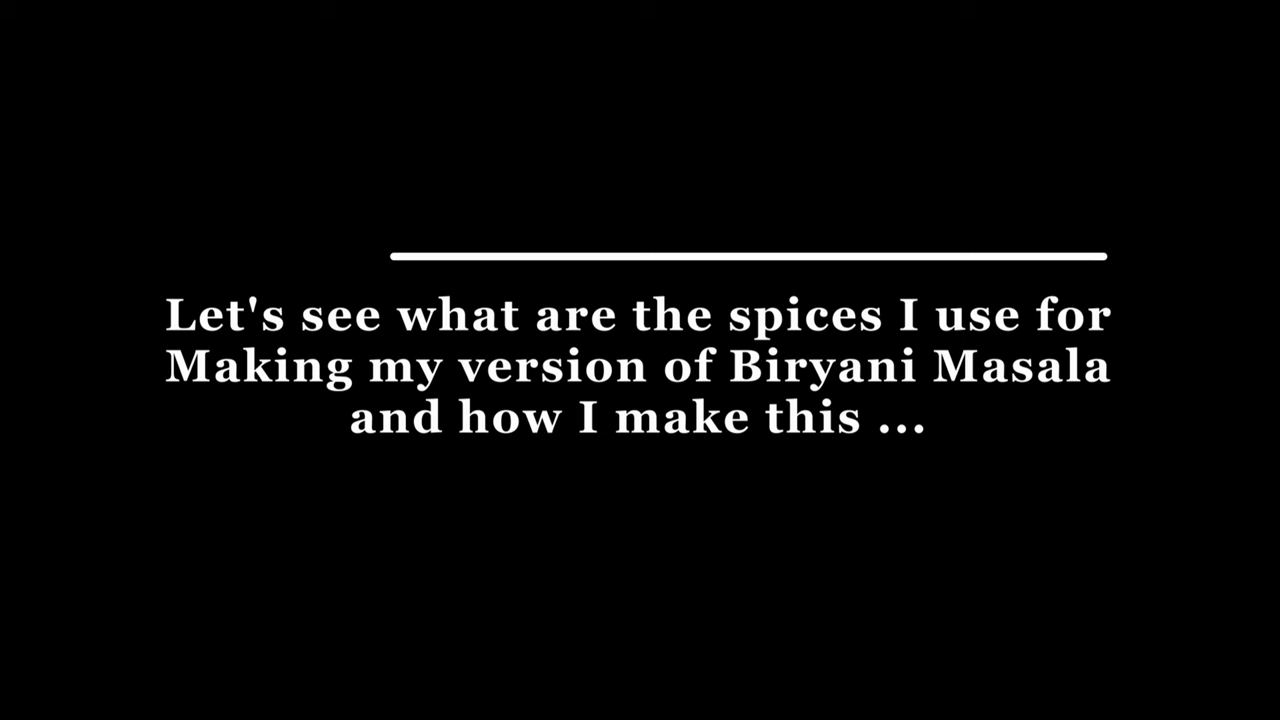 Let's see what are the spices I use for
Making my version of Biryani Masala
and how I make this ...